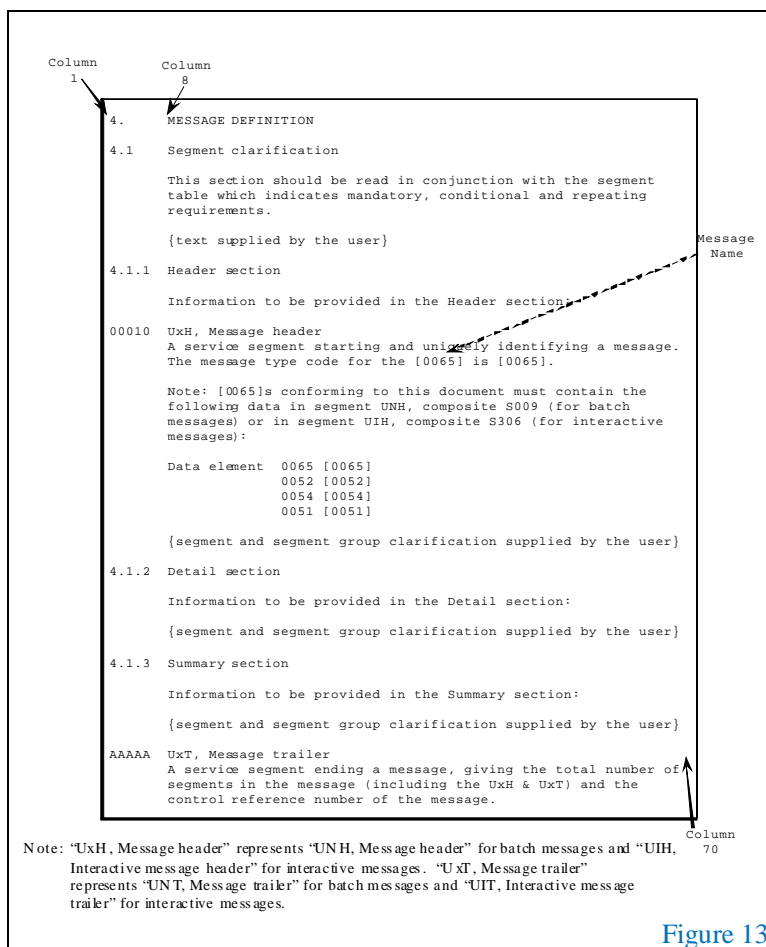 Column
1
Column
8
4. MESSAGE DEFINITION
4.1 Segment clarification
This section should be read in conjunction with the segment
table which indicates mandatory, conditional and repeating
requirements.
{text supplied by the user}
Message
Name
4.1.1 Header section
Information to be provided in the Header section:
00010 UxH, Message header
A service segment starting and uniquely identifying a message.
The message type code for the [0065] is [0065].
Note: [0065]s conforming to this document must contain the
following data in segment UNH, composite S009 (for batch
messages) or in segment UIH, composite S306 (for interactive
messages):
Data element 0065 [0065]
0052 [0052]
0054 [0054]
0051 [0051]
{segment and segment group clarification supplied by the user}
4.1.2 Detail section
Information to be provided in the Detail section:
{segment and segment group clarification supplied by the user}
4.1.3 Summary section
Information to be provided in the Summary section:
{segment and segment group clarification supplied by the user}
AAAAA UxT, Message trailer
A service segment ending a message, giving the total number of
segments in the message (including the UxH & UxT) and the
control reference number of the message.
Column
70
Note: “UxH, Message header” represents “UNH, Message header” for batch messages and “UIH,
Interactive message header” for interactive messages. “UxT, Message trailer”
represents “UNT, Message trailer” for batch messages and “UIT, Interactive message
trailer” for interactive messages.
Figure 13